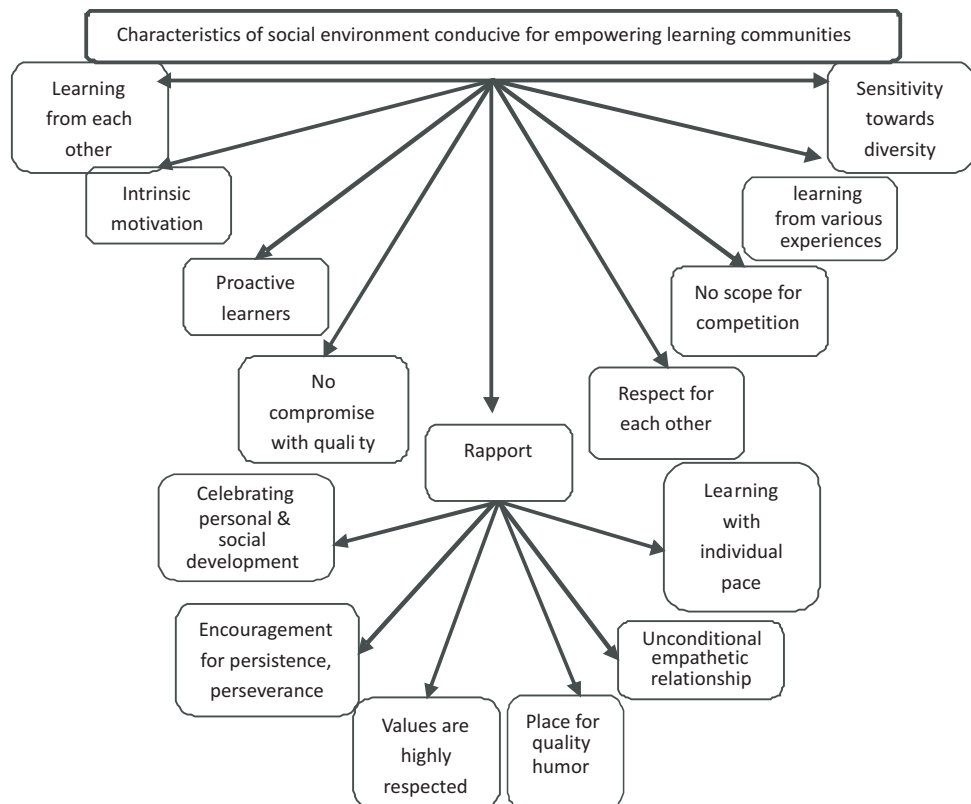 Characteristics of social environment conducive for empowering learning communities
Learning
from each
other
Sensitivity
towards
diversity
Intrinsic
motivation
learning
from various
experiences
Proactive
learners
No scope for
competition
No
compromise
with quali ty
Respect for
each other
Rapport
Celebrating
personal &
social
development
Learning
with
individual
pace
Encouragement
for persistence,
perseverance
Unconditional
empathetic
relationship
Values are
highly
respected
Place for
quality
humor